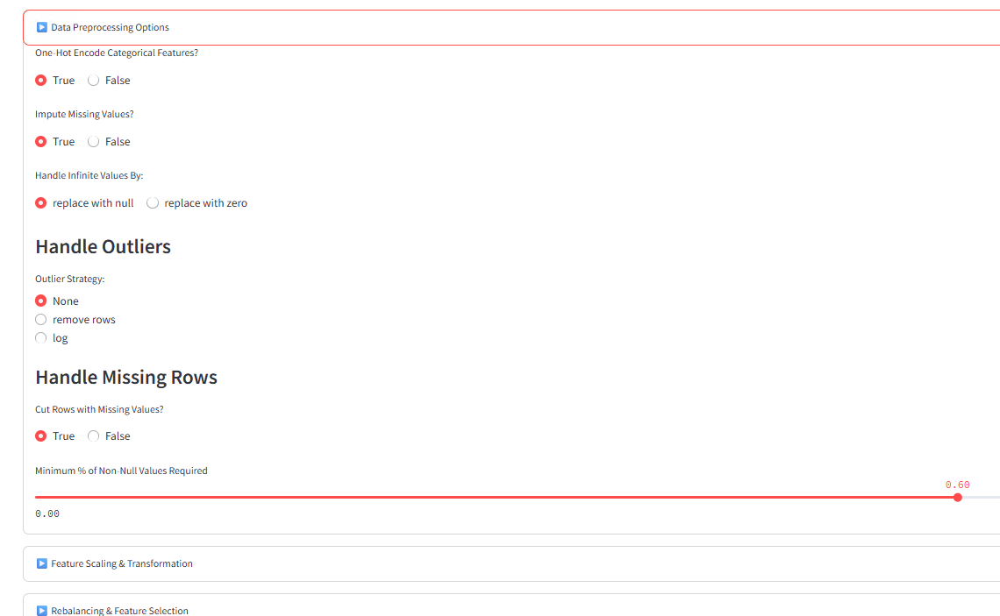 Data Preprocessing Options
One-Hot Encode Categorical Features?
True False
Impute Missing Values?
True False
Handle Infinite Values By:
replace with null replace with zero
Handle Outliers
Outlier Strategy:
None
remove rows
log
Handle Missing Rows
Cut Rows with Missing Values?
True False
Minimum % of Non-Null Values Required
0.60
0.00
Feature Scaling & Transformation
Rebalancing & Feature Selection